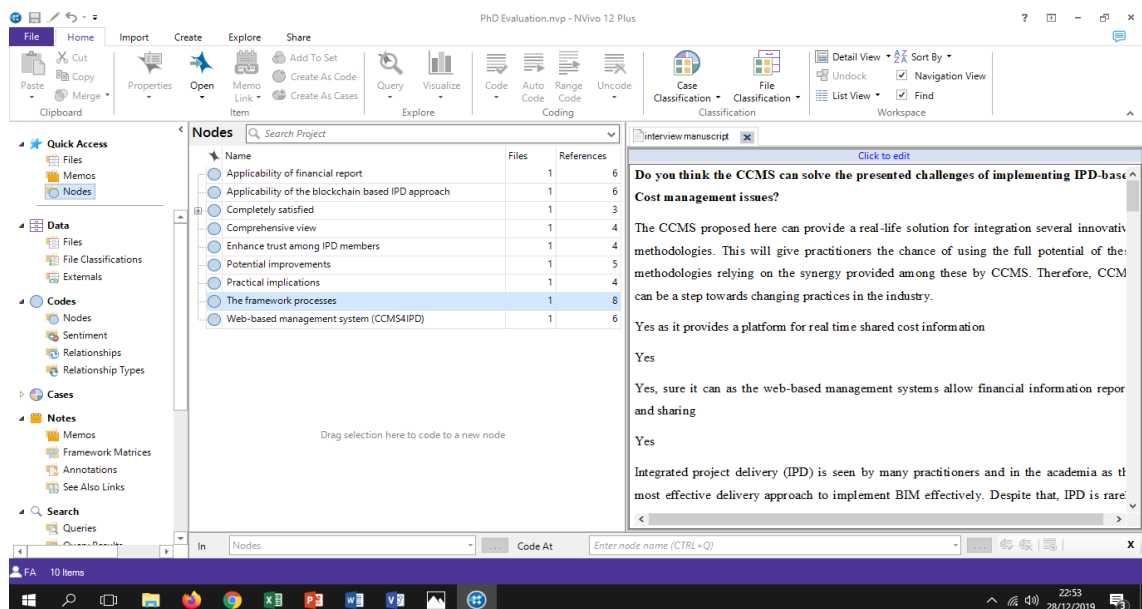 PhD Evaluation.nvp - NVivo 12 Plus
File Home Import Create Explore Share
Paste
Cut
Copy
Merge
Clipboard
Properties
Open
Memo Link
Add To Set
Create As Code
Create As Cases
Item
Query
Visualize
Explore
Code
Auto Code
Range Code
Uncode
Coding
Case Classification
File Classification
Classification
Detail View
Sort By
Undock
Navigation View
List View
Find
Workspace
Quick Access
Files
Memos
Nodes
Data
Files
File Classifications
Externals
Codes
Nodes
Sentiment
Relationships
Relationship Types
Cases
Notes
Memos
Framework Matrices
Annotations
See Also Links
Search
Queries
Nodes Search Project
Name Files References
Applicability of financial report 1 6
Applicability of the blockchain based IPD approach 1 6
Completely satisfied 1 3
Comprehensive view 1 4
Enhance trust among IPD members 1 4
Potential improvements 1 5
Practical implications 1 4
The framework processes 1 8
Web-based management system (CCMS4IPD) 1 6
Drag selection here to code to a new node
interview manuscript
Click to edit
Do you think the CCMS can solve the presented challenges of implementing IPD-base
Cost management issues?
The CCMS proposed here can provide a real-life solution for integration several innovativ
methodologies. This will give practitioners the chance of using the full potential of thes
methodologies relying on the synergy provided among these by CCMS. Therefore, CCM
can be a step towards changing practices in the industry.
Yes as it provides a platform for real time shared cost information
Yes
Yes, sure it can as the web-based management systems allow financial information repor
and sharing
Yes
Integrated project delivery (IPD) is seen by many practitioners and in the academia as th
most effective delivery approach to implement BIM effectively. Despite that, IPD is rarel
In Nodes ... Code At Enter node name (CTRL+Q) ... X
FA 10 Items
22:53
28/12/2019